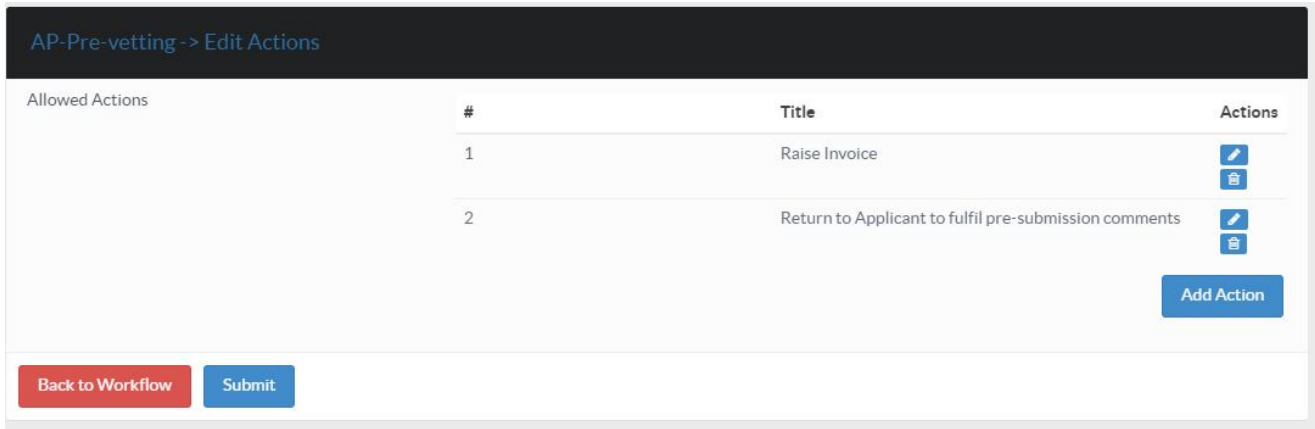 AP-Pre-vetting -> Edit Actions
Allowed Actions
# Title Actions
1 Raise Invoice
2 Return to Applicant to fulfil pre-submission comments
Add Action
Back to Workflow Submit